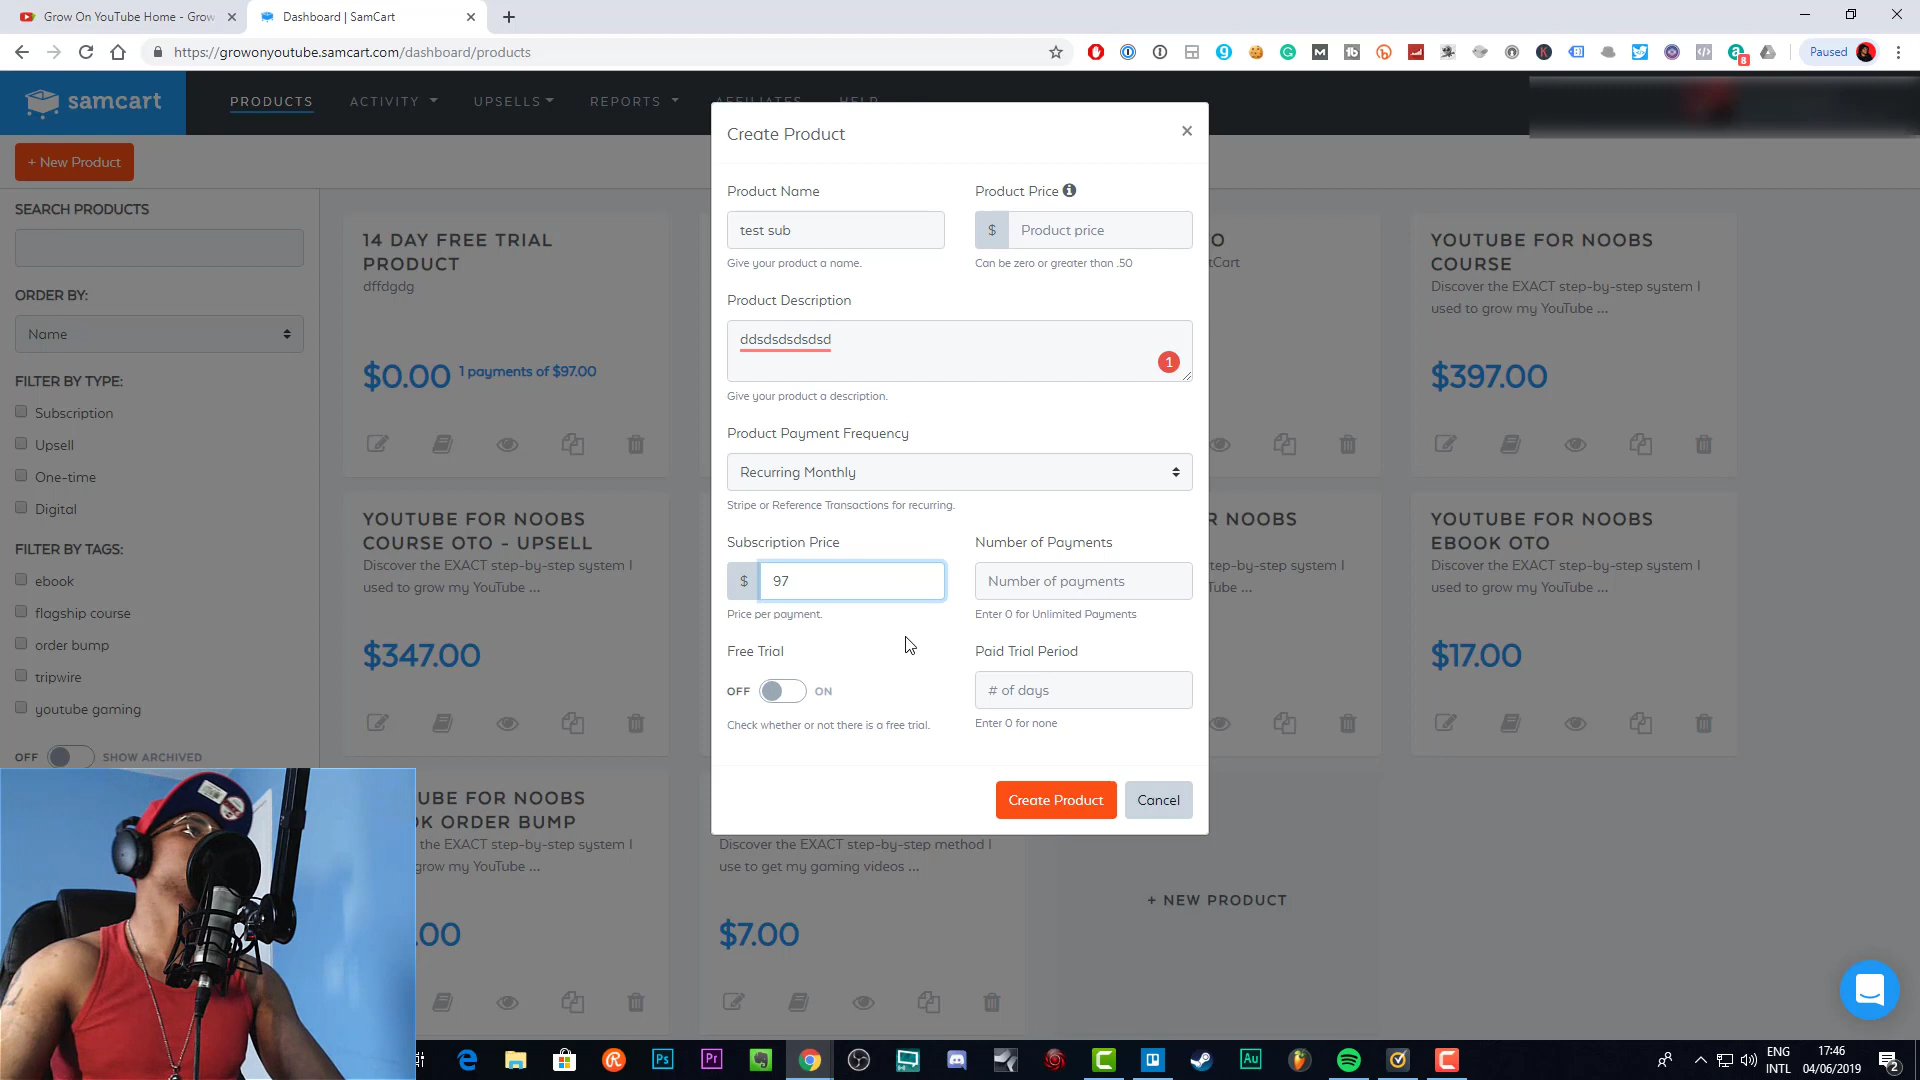 Grow On YouTube Home - Grow
Dashboard | SamCart
https://growonyoutube.samcart.com/dashboard/products
Paused
8
samcart
PRODUCTS
ACTIVITY
UPSELLS
REPORTS
AFFILIATES
HELP
+ New Product
SEARCH PRODUCTS
ORDER BY:
Name
FILTER BY TYPE:
Subscription
Upsell
One-time
Digital
FILTER BY TAGS:
ebook
flagship course
order bump
tripwire
youtube gaming
OFF
SHOW ARCHIVED
14 DAY FREE TRIAL
PRODUCT
dffdgdg
$0.00 1 payments of $97.00
YOUTUBE FOR NOOBS
COURSE OTO - UPSELL
Discover the EXACT step-by-step system I
used to grow my YouTube ...
$347.00
UBE FOR NOOBS
K ORDER BUMP
the EXACT step-by-step system I
grow my YouTube ...
.00
Create Product
×
Product Name
test sub
Give your product a name.
Product Price
$
Product price
Can be zero or greater than .50
Product Description
ddsdsdsdsdsd
1
Give your product a description.
Product Payment Frequency
Recurring Monthly
Stripe or Reference Transactions for recurring.
Subscription Price
$
97
Price per payment.
Number of Payments
Number of payments
Enter 0 for Unlimited Payments
Free Trial
OFF
ON
Check whether or not there is a free trial.
Paid Trial Period
# of days
Enter 0 for none
Create Product
Cancel
Discover the EXACT step-by-step method I
use to get my gaming videos ...
$7.00
O
tCart
R NOOBS
tep-by-step system I
be ...
+ NEW PRODUCT
YOUTUBE FOR NOOBS
COURSE
Discover the EXACT step-by-step system I
used to grow my YouTube ...
$397.00
YOUTUBE FOR NOOBS
EBOOK OTO
Discover the EXACT step-by-step system I
used to grow my YouTube ...
$17.00
Ps
Pr
Au
ENG
INTL
17:46
04/06/2019
2